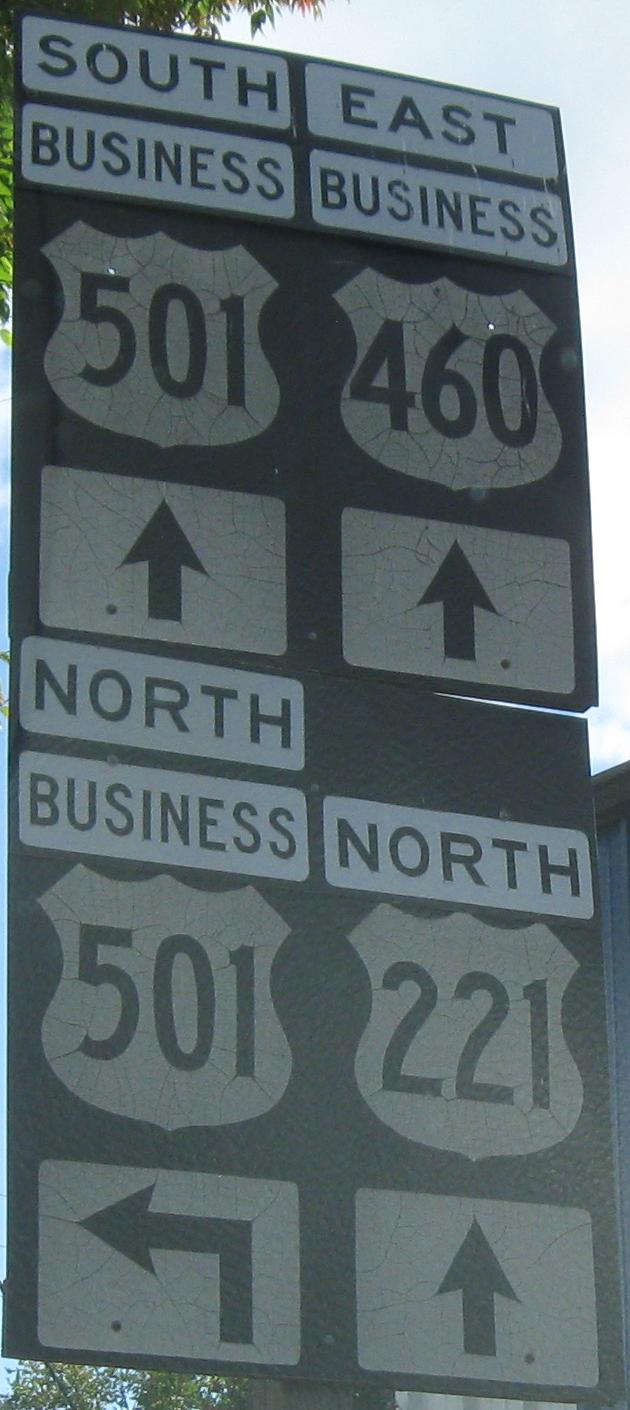 SOUTH EAST
BUSINESS BUSINESS
501 460
NORTH
BUSINESS NORTH
501 221